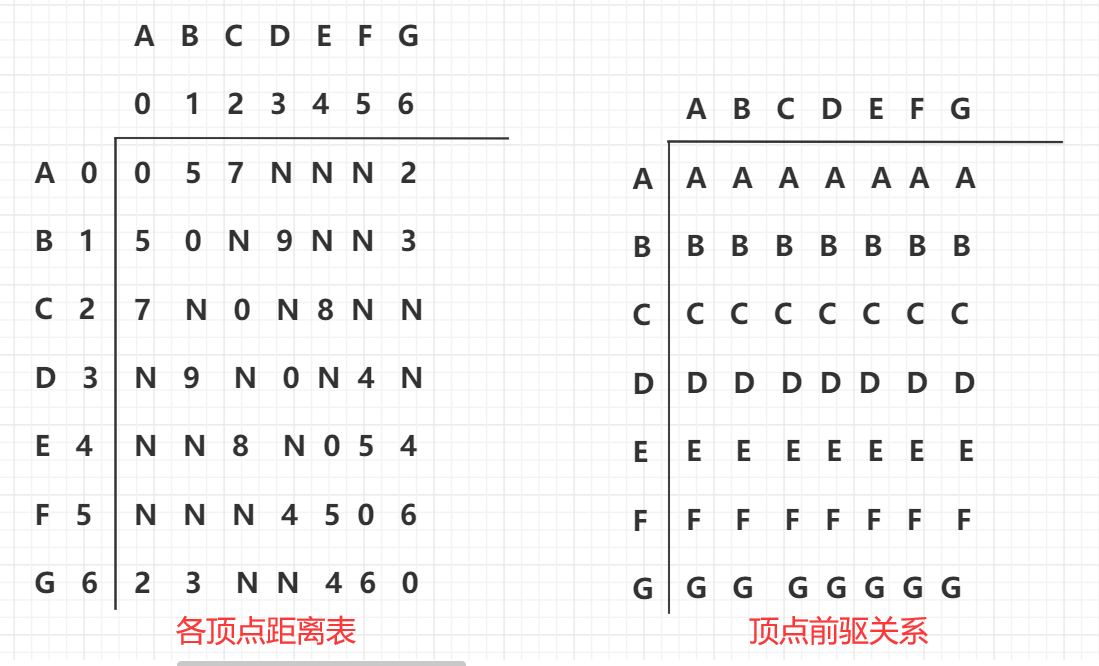 A B C D E F G
0 1 2 3 4 5 6
A 0 0 5 7 N N N 2
B 1 5 0 N 9 N N 3
C 2 7 N 0 N 8 N N
D 3 N 9 N 0 N 4 N
E 4 N N 8 N 0 5 4
F 5 N N N 4 5 0 6
G 6 2 3 N N 4 6 0
各顶点距离表
A B C D E F G
A A A A A A A A
B B B B B B B B
C C C C C C C C
D D D D D D D D
E E E E E E E E
F F F F F F F F
G G G G G G G G
顶点前驱关系